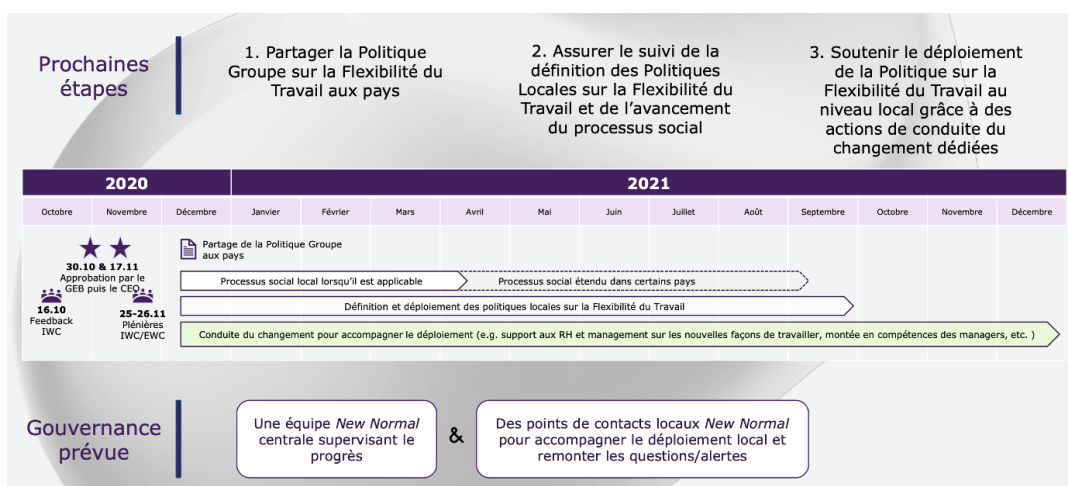 Prochaines
étapes
1. Partager la Politique
Groupe sur la Flexibilité du
Travail aux pays
2. Assurer le suivi de la
définition des Politiques
Locales sur la Flexibilité du
Travail et de l’avancement
du processus social
3. Soutenir le déploiement
de la Politique sur la
Flexibilité du Travail au
niveau local grâce à des
actions de conduite du
changement dédiées
2020
2021
Octobre
Novembre
Décembre
Janvier
Février
Mars
Avril
Mai
Juin
Juillet
Août
Septembre
Octobre
Novembre
Décembre
30.10 & 17.11
Approbation par le
GEB puis le CEO
16.10
Feedback
IWC
25-26.11
Plénières
IWC/EWC
Partage de la Politique Groupe
aux pays
Processus social local lorsqu’il est applicable
Processus social étendu dans certains pays
Définition et déploiement des politiques locales sur la Flexibilité du Travail
Conduite du changement pour accompagner le déploiement (e.g. support aux RH et management sur les nouvelles façons de travailler, montée en compétences des managers, etc. )
Gouvernance
prévue
Une équipe New Normal
centrale supervisant le
progrès
&
Des points de contacts locaux New Normal
pour accompagner le déploiement local et
remonter les questions/alertes